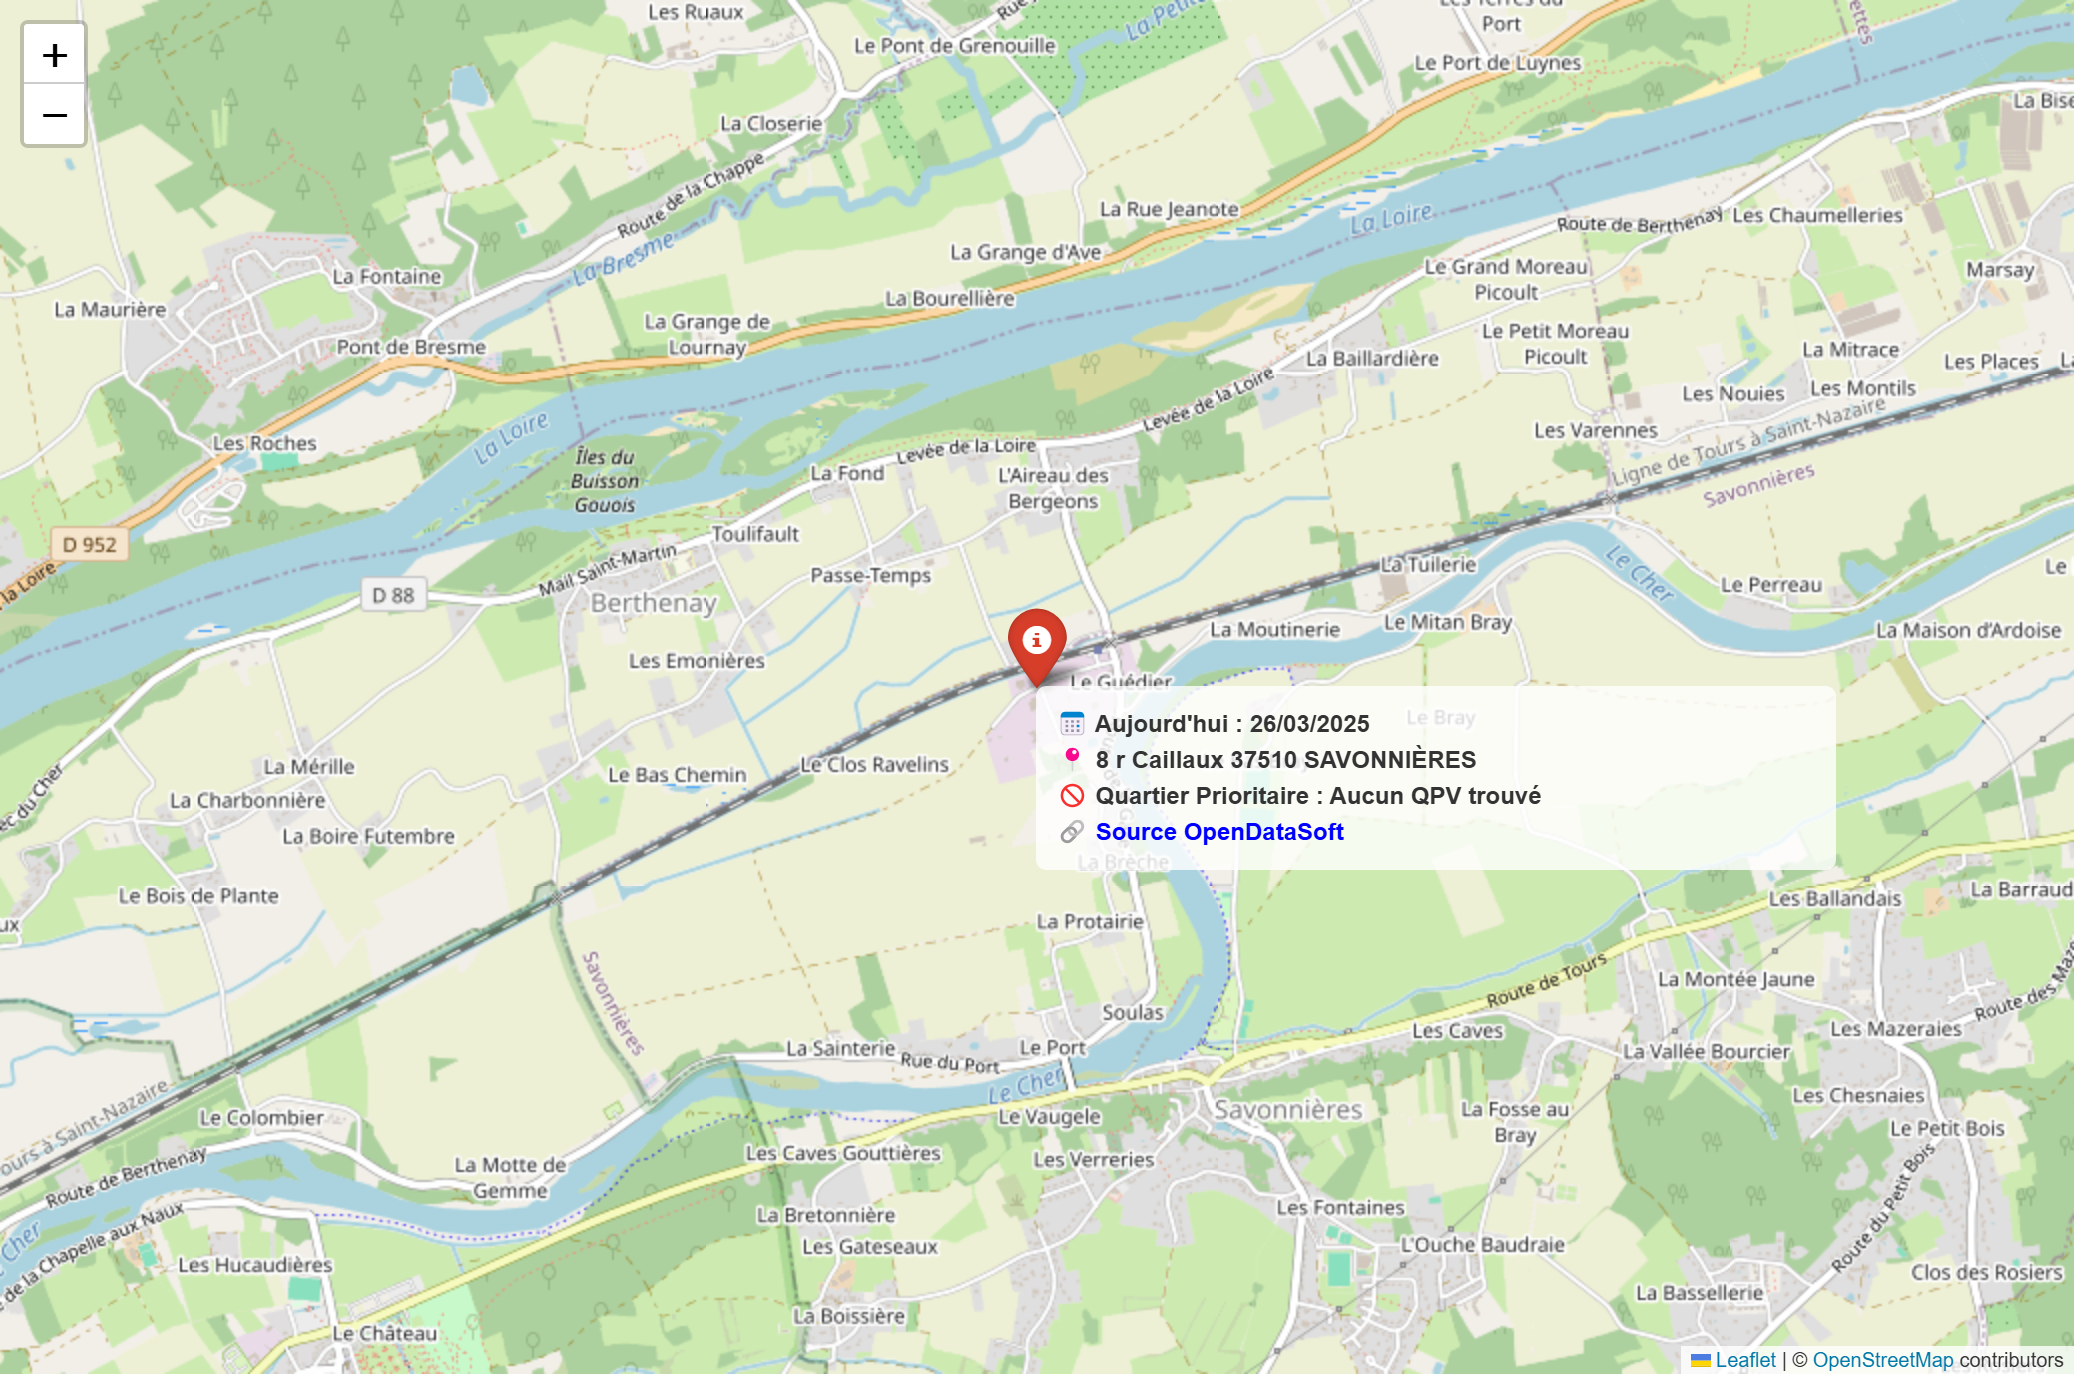 +
−
Les Ruaux
Le Pont de Grenouille
La Petite
Port
Le Port de Luynes
La Closerie
Route de la Chappe
La Rue Jeanote
La Loire
Route de Berthenay
Les Chaumelleries
La Bresme
La Grange d'Ave
La Fontaine
Le Grand Moreau
Picoult
Marsay
La Maurière
La Bourellière
La Grange de
Lournay
Le Petit Moreau
Picoult
Pont de Bresme
La Baillardière
La Mitrace
Les Places
Levée de la Loire
Les Nouies
Les Montils
Les Roches
La Loire
Îles du
Buisson
Gouois
Levée de la Loire
Les Varennes
Ligne de Tours à Saint-Nazaire
La Fond
L'Aireau des
Bergeons
Savonnières
D 952
Toulifault
Mail Saint-Martin
La Tuilerie
Le Cher
Passe-Temps
la Loire
D 88
Berthenay
Le Perreau
Le
La Moutinerie
Le Mitan Bray
La Maison d’Ardoise
Les Emonières
Le Guédier
Le Bray
Aujourd'hui : 26/03/2025
8 r Caillaux 37510 SAVONNIÈRES
Quartier Prioritaire : Aucun QPV trouvé
Source OpenDataSoft
La Mérille
Le Bas Chemin
Le Clos Ravelins
La Charbonnière
La Boire Futembre
La Brèche
Le Bois de Plante
Les Ballandais
La Barraud
La Protairie
Savonnières
Route de Tours
La Montée Jaune
Route des Maze
Soulas
Les Caves
Les Mazeraies
La Sainterie
Rue du Port
Le Port
La Vallée Bourcier
Le Cher
Les Chesnaies
Le Colombier
Le Vaugele
Savonnières
La Fosse au
Bray
Le Petit Bois
ours à Saint-Nazaire
Route de Berthenay
La Motte de
Gemme
Les Caves Gouttières
Les Verreries
Route du Petit Bois
de la Chapelle aux Naux
Cher
La Bretonnière
Les Fontaines
Les Gateseaux
L'Ouche Baudraie
Les Hucaudières
Clos des Rosiers
La Bassellerie
La Boissière
Le Château
Leaflet | © OpenStreetMap contributors